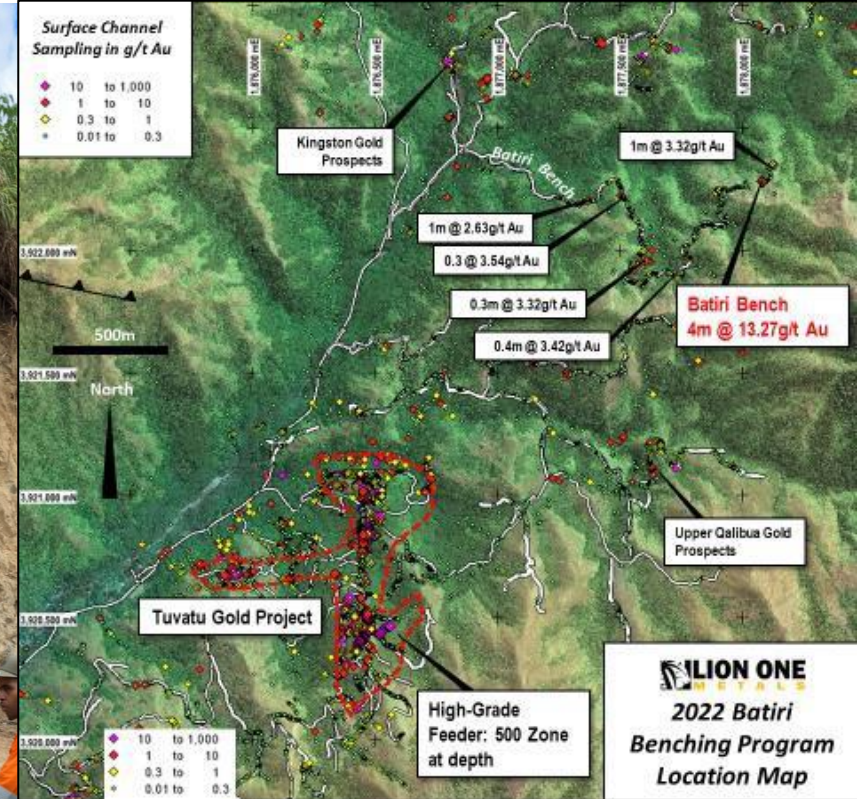 Surface Channel
Sampling in g/t Au
10 to 1,000
1 to 10
0.3 to 1
0.01 to 0.3
1,876,000 mE
1,876,500 mE
1,877,000 mE
1,877,500 mE
1,878,000 mE
Kingston Gold
Prospects
Batiri Bench
1m @ 3.32g/t Au
1m @ 2.63g/t Au
0.3 @ 3.54g/t Au
0.3m @ 3.32g/t Au
0.4m @ 3.42g/t Au
Batiri Bench
4m @ 13.27g/t Au
3,922,000 mN
500m
3,921,500 mN
North
3,921,000 mN
Upper Qalibua Gold
Prospects
3,920,500 mN
Tuvatu Gold Project
High-Grade
Feeder: 500 Zone
at depth
3,920,000 mN
10 to 1,000
1 to 10
0.3 to 1
0.01 to 0.3
LION ONE
METALS
2022 Batiri
Benching Program
Location Map